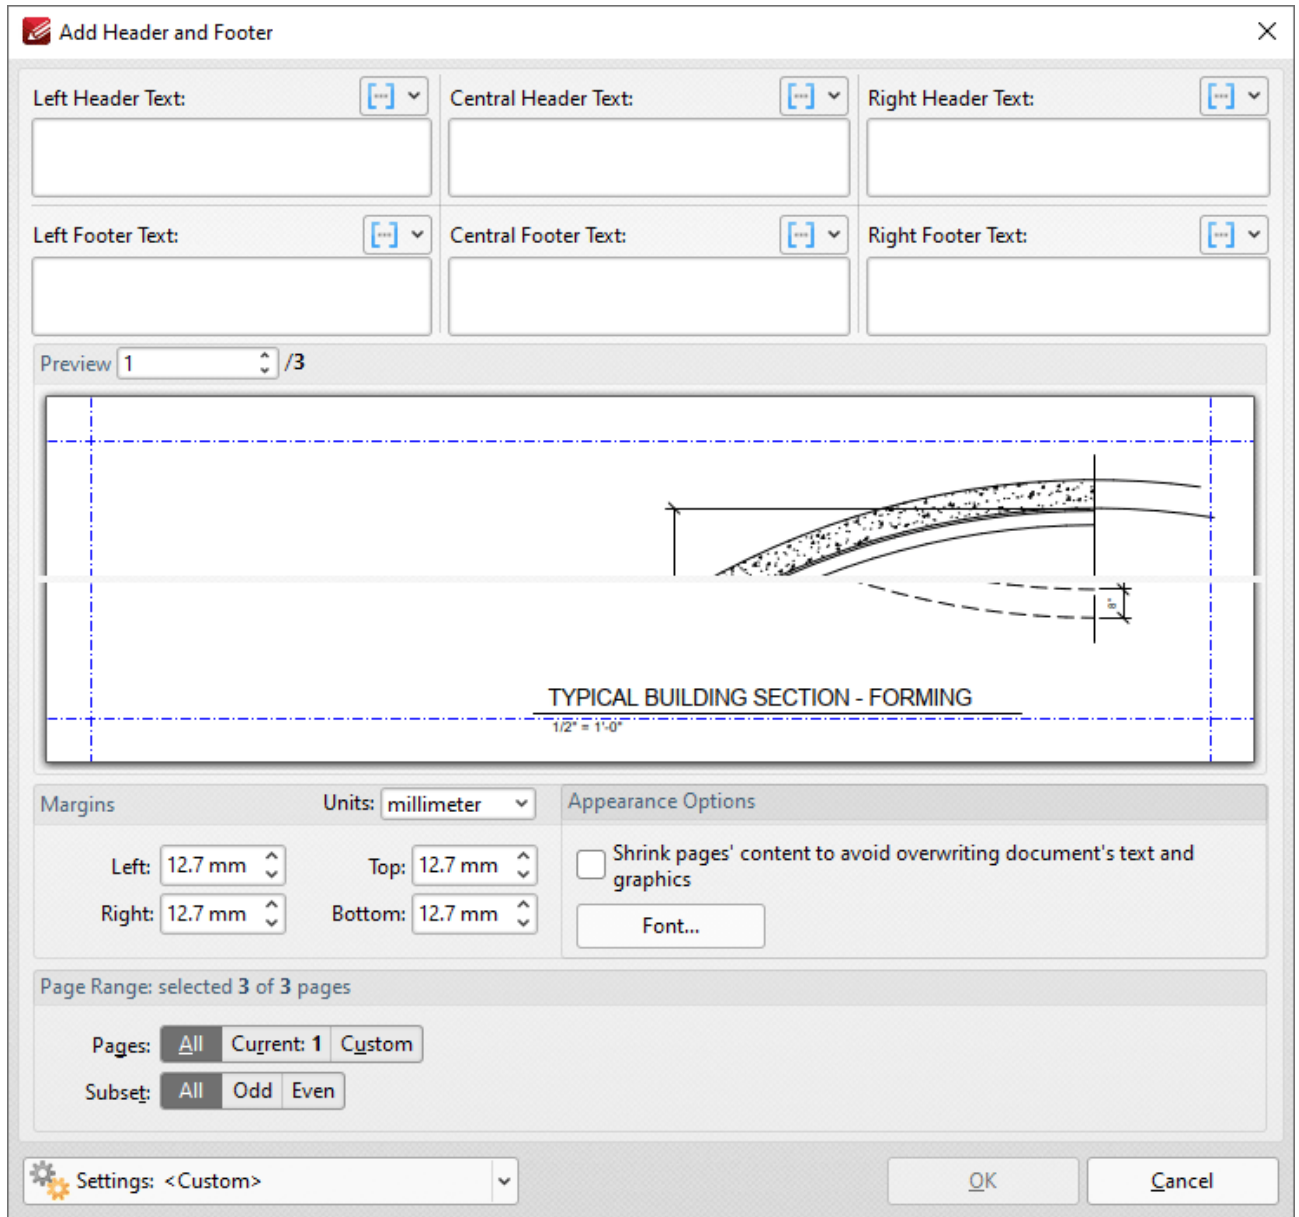 Add Header and Footer
Left Header Text:
Central Header Text:
Right Header Text:
Left Footer Text:
Central Footer Text:
Right Footer Text:
Preview 1 /3
8"
TYPICAL BUILDING SECTION - FORMING
1/2" = 1'-0"
Margins
Units: millimeter
Appearance Options
Left: 12.7 mm
Top: 12.7 mm
Right: 12.7 mm
Bottom: 12.7 mm
Shrink pages' content to avoid overwriting document's text and
graphics
Font...
Page Range: selected 3 of 3 pages
Pages: All Current: 1 Custom
Subset: All Odd Even
Settings: <Custom>
OK
Cancel